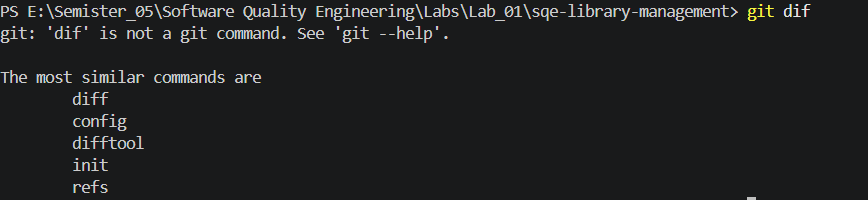 PS E:\Semister_05\Software Quality Engineering\Labs\Lab_01\sqe-library-management> git dif
git: 'dif' is not a git command. See 'git --help'.

The most similar commands are
        diff
        config
        difftool
        init
        refs